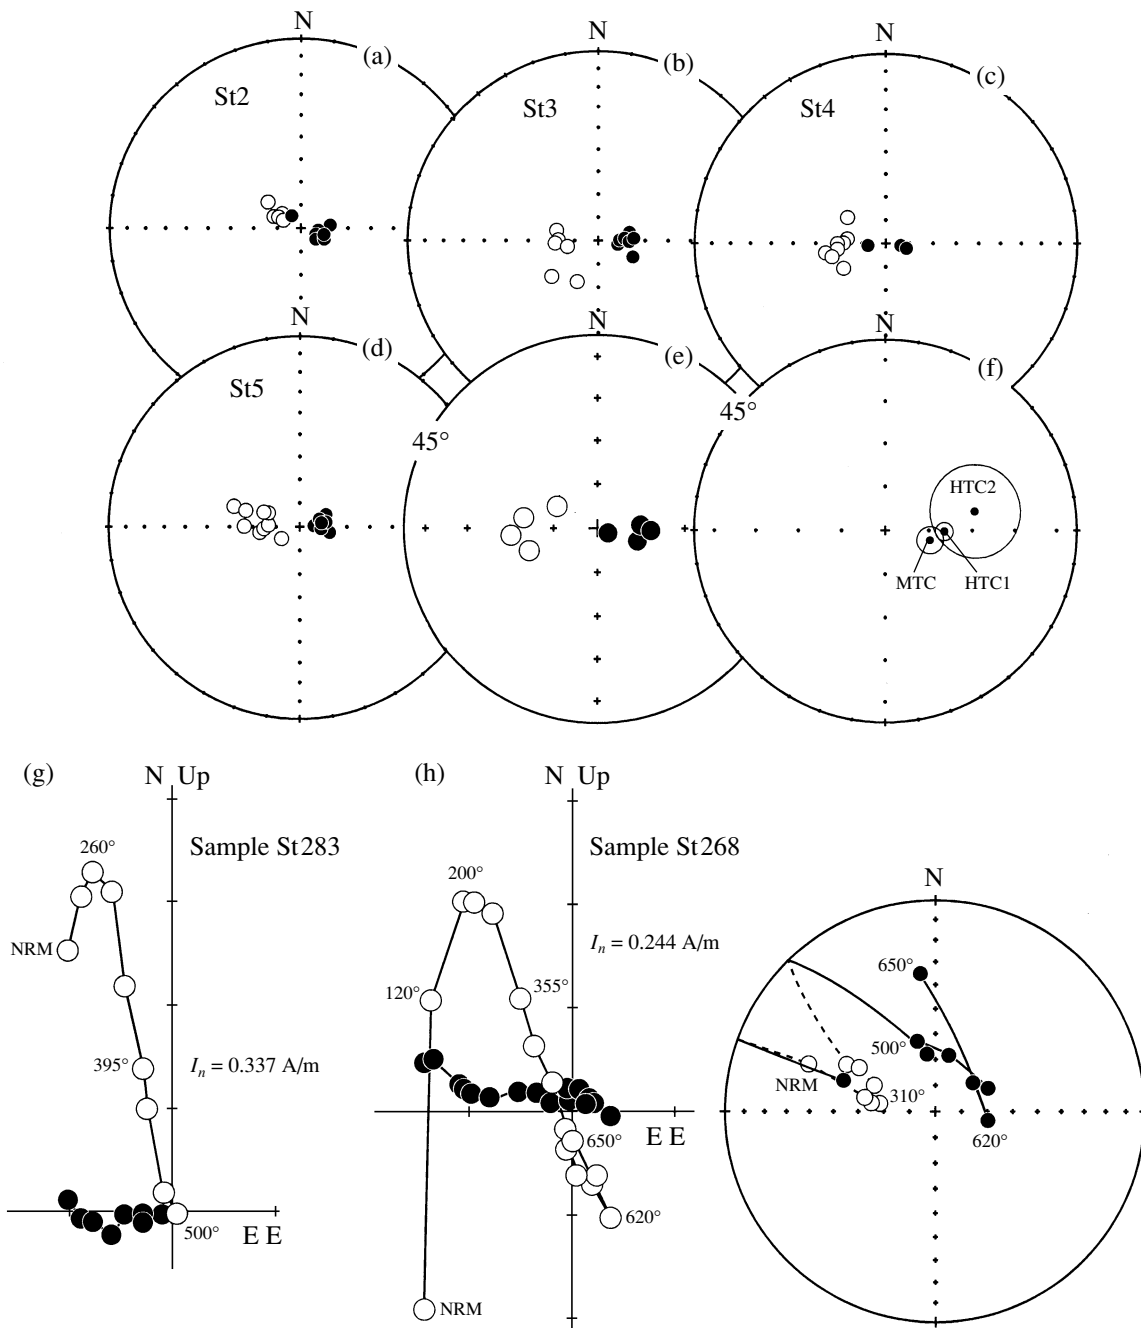 N
(a)
St2
N
(b)
St3
N
(c)
St4
N
(d)
St5
N
(e)
45°
N
(f)
45°
HTC2
MTC
HTC1
(g)
N Up
260°
Sample St283
NRM
395°
I_n = 0.337 A/m
E E
500°
(h)
N Up
200°
Sample St268
I_n = 0.244 A/m
120°
355°
E E
650°
620°
NRM
N
650°
500°
NRM
310°
620°